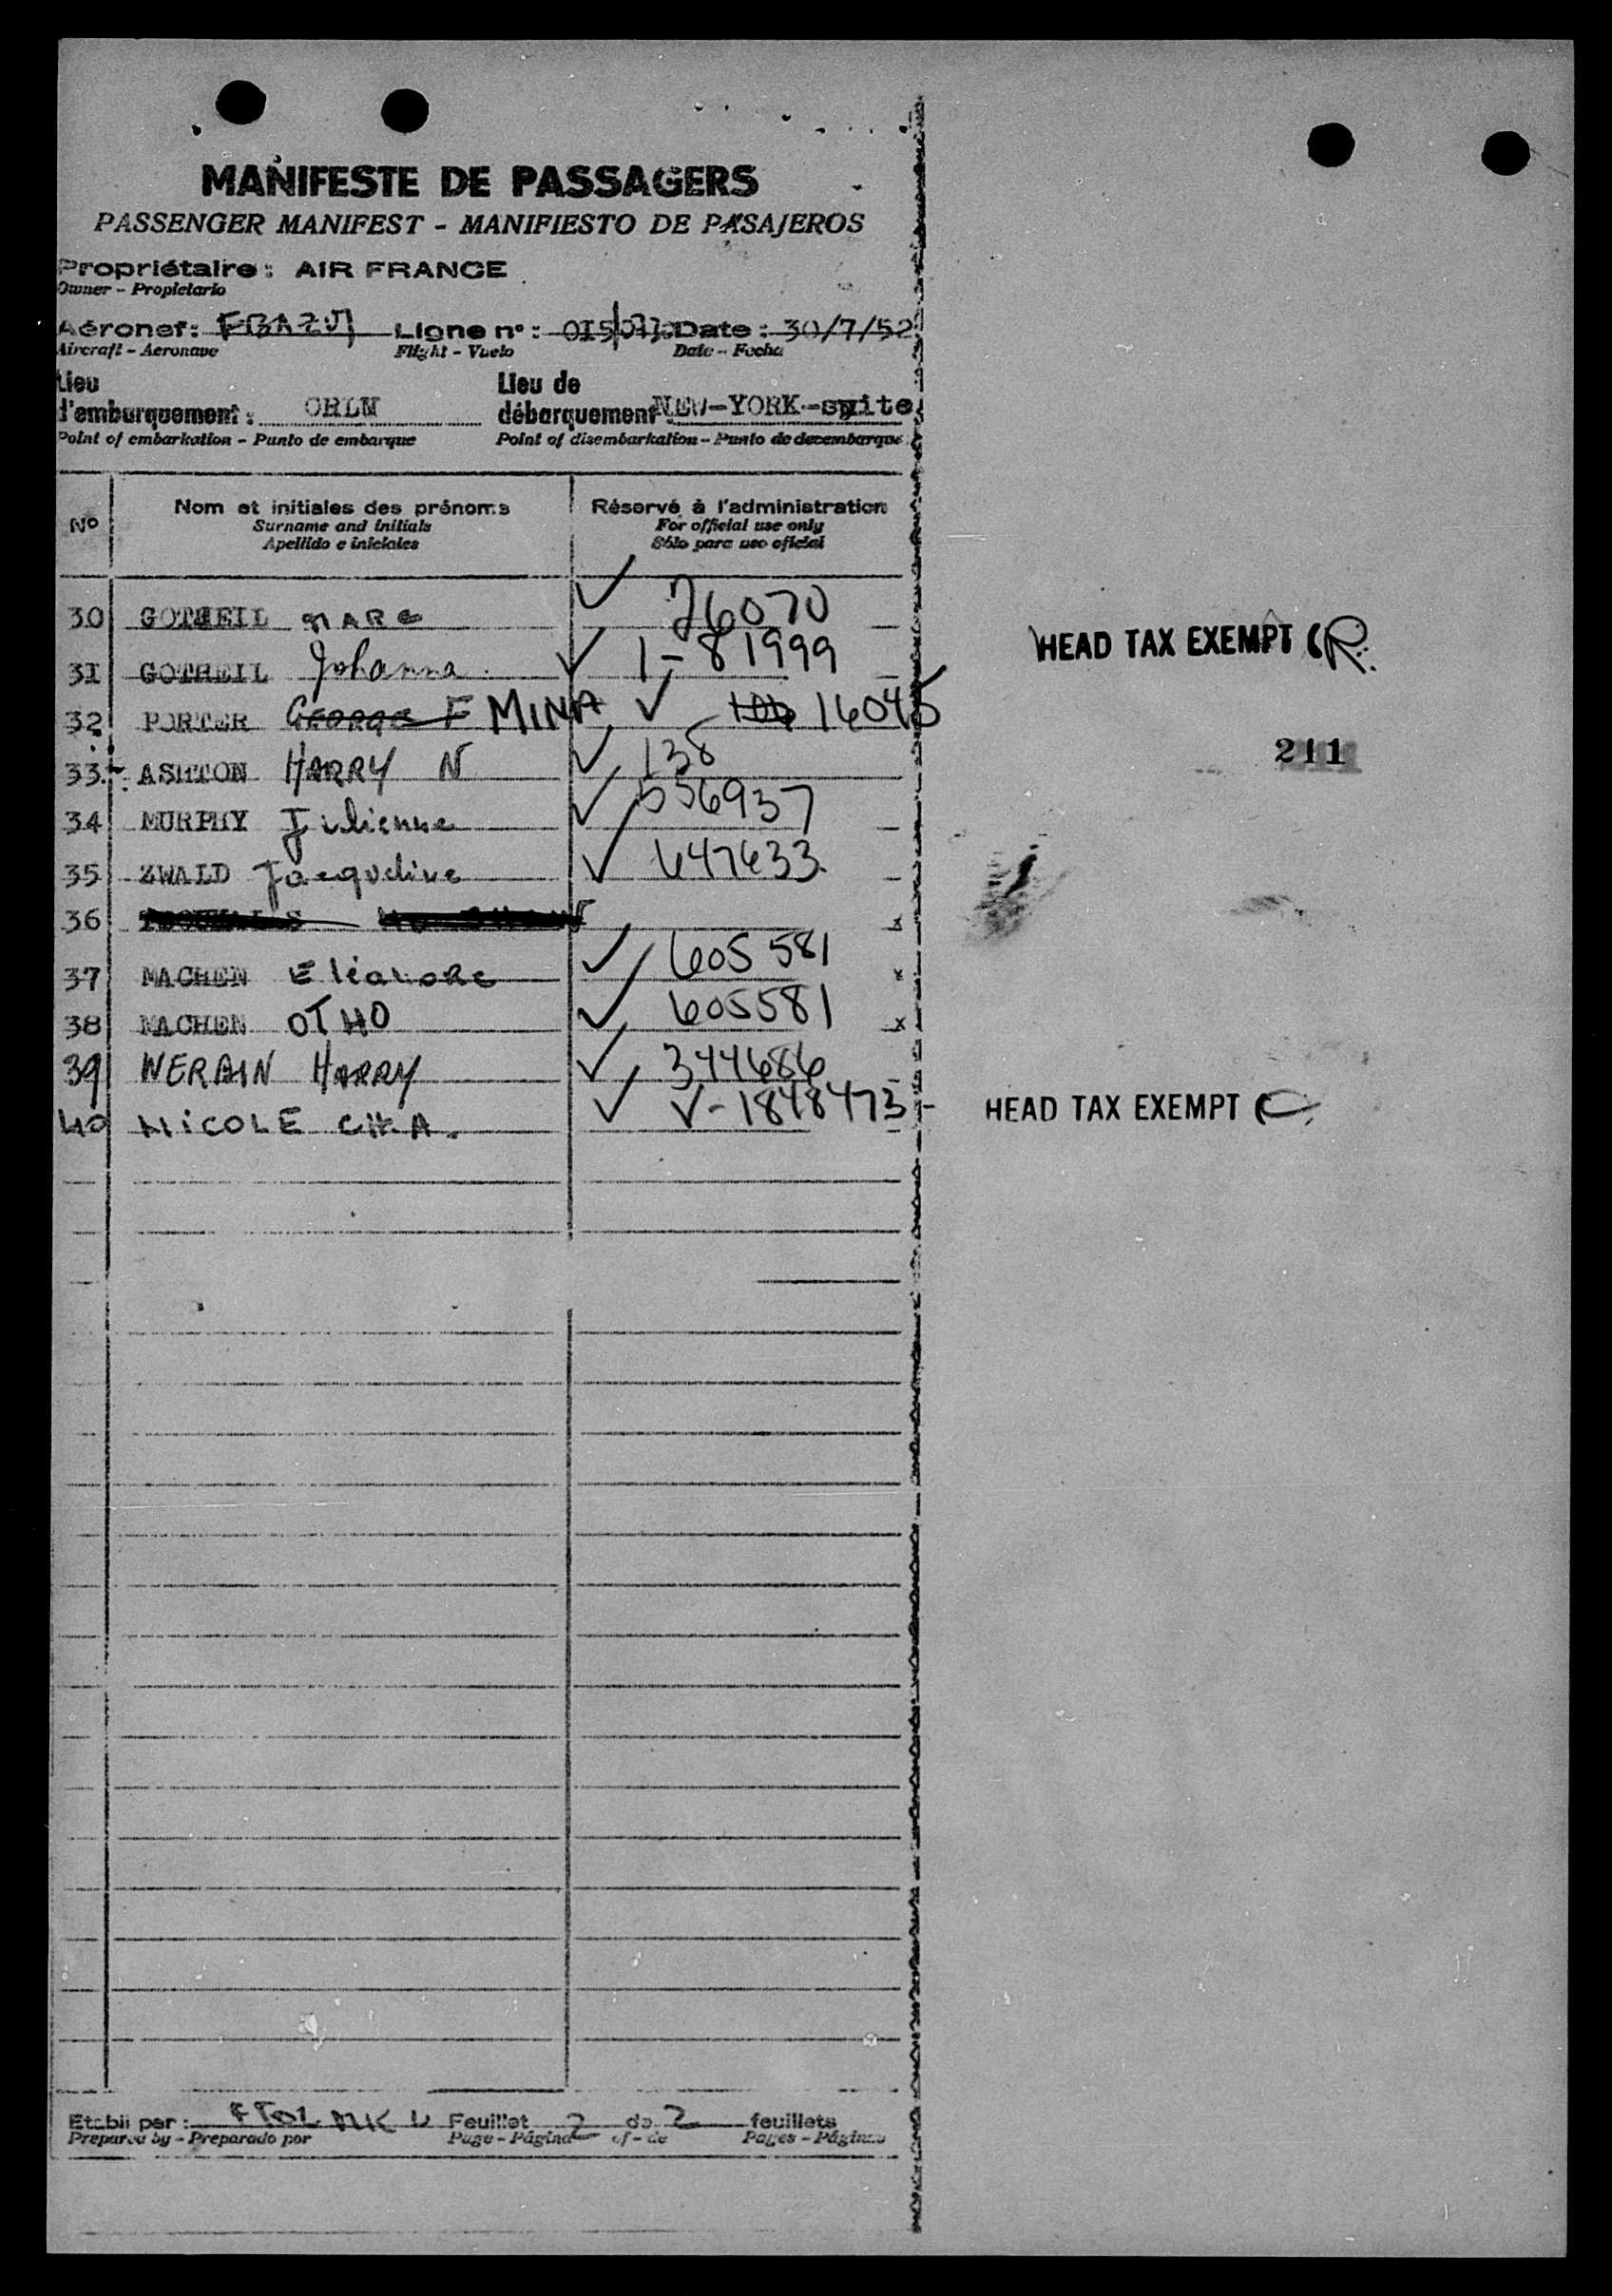 MANIFESTE DE PASSAGERS
PASSENGER MANIFEST - MANIFIESTO DE PASAJEROS
Propriétaire : AIR FRANCE
Owner - Propietario
Aéronef : Ligne n° : Date : 30/7/52
Aircraft - Aeronave Flight - Vuelo Date - Fecha
Lieu d'embarquement : ORLN
Lieu de débarquement NEW-YORK-suite
Point of embarkation - Punto de embarque Point of disembarkation - Punto de decembarque
N° Nom et initiales des prénoms Réservé à l'administration
Surname and initials For official use only
Apellido e iniciales Sólo para uso oficial
30 GOTHEIL MARC 76070
HEAD TAX EXEMPT (R.
31 GOTHEIL Johanna 1-81999
32 PORTER GEORGE F MINA 16045
211
33 ASHTON HARRY N 138
34 MURPHY Julienne 556937
35 ZWALD Jacqueline 647633
36 x
37 MACHEN Eléanore 605581 x
38 MACHEN OTHO 605581 x
39 WERBIN HARRY 344686
40 NICOLE V-1848473-
HEAD TAX EXEMPT C
Etabli par : Feuillet 2 de 2 feuillets
Prepared by - Preparado por Page - Página of - de Pages - Páginas